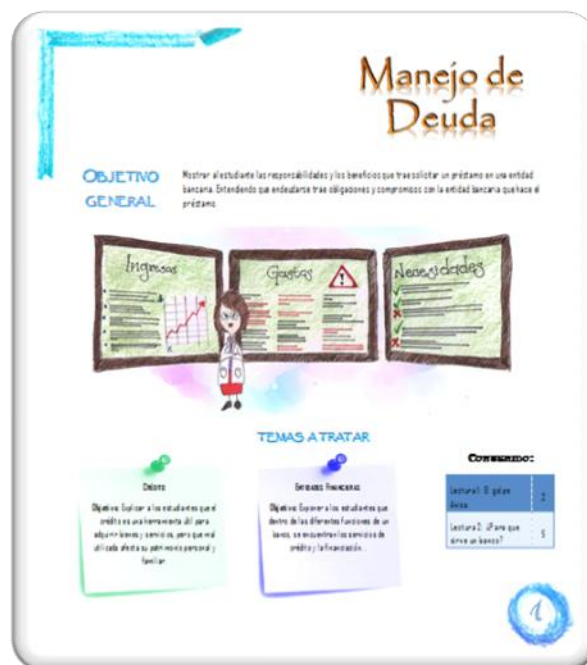 Manejo de
Deuda
OBJETIVO
GENERAL
Mostrar al estudiante las responsabilidades y los beneficios que trae solicitar un préstamo en una entidad
bancaria. Entendiendo que endeudarse trae obligaciones y compromisos con la entidad bancaria que hace el
préstamo.
Ingresos
Gastos
Necesidades
TEMAS A TRATAR
CRÉDITO
Objetivo: Explicar a los estudiantes que el
crédito es una herramienta útil para
adquirir bienes y servicios, pero que mal
utilizada afecta su patrimonio personal y
familiar.
ENTIDADES FINANCIERAS
Objetivo: Exponer a los estudiantes que
dentro de las diferentes funciones de un
banco, se encuentran los servicios de
crédito y la financiación.
Contenido:
Lectura 1: El golpe
2
Lectura 2: ¿Para que
sirve un banco?
5
1